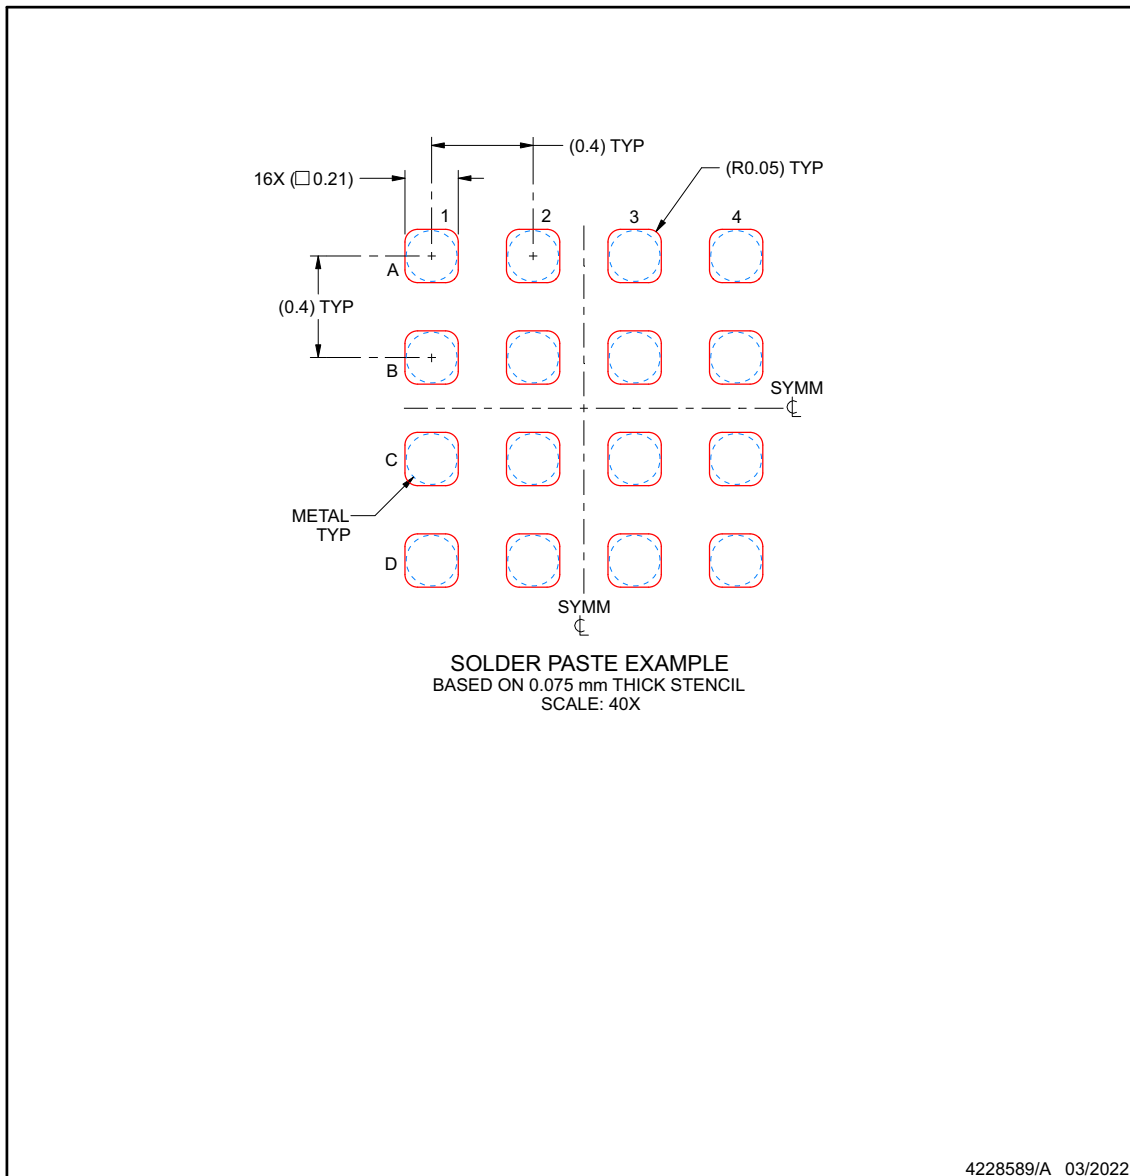 (0.4) TYP
(R0.05) TYP
16X (□ 0.21)
1
2
3
4
A
(0.4) TYP
B
SYMM
℄
C
METAL
TYP
D
SYMM
℄
SOLDER PASTE EXAMPLE
BASED ON 0.075 mm THICK STENCIL
SCALE: 40X
4228589/A 03/2022